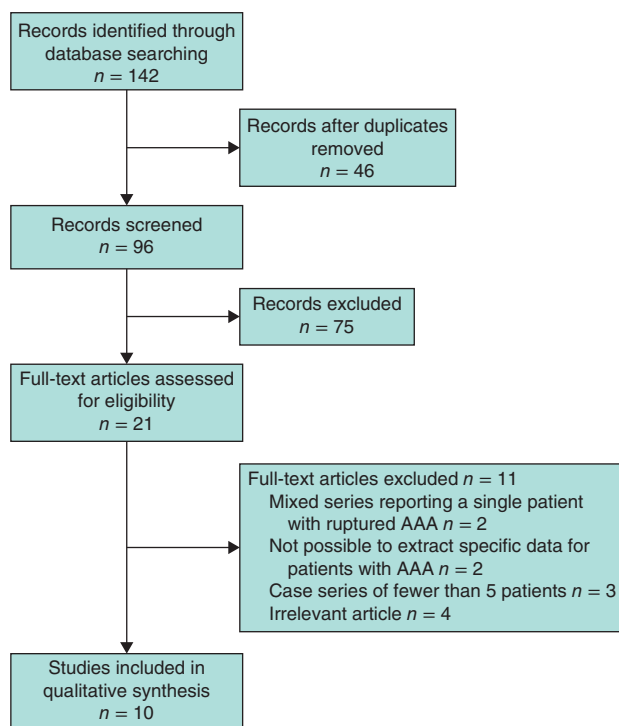 Records identified through
database searching
n = 142
Records after duplicates
removed
n = 46
Records screened
n = 96
Records excluded
n = 75
Full-text articles assessed
for eligibility
n = 21
Full-text articles excluded n = 11
Mixed series reporting a single patient
with ruptured AAA n = 2
Not possible to extract specific data for
patients with AAA n = 2
Case series of fewer than 5 patients n = 3
Irrelevant article n = 4
Studies included in
qualitative synthesis
n = 10